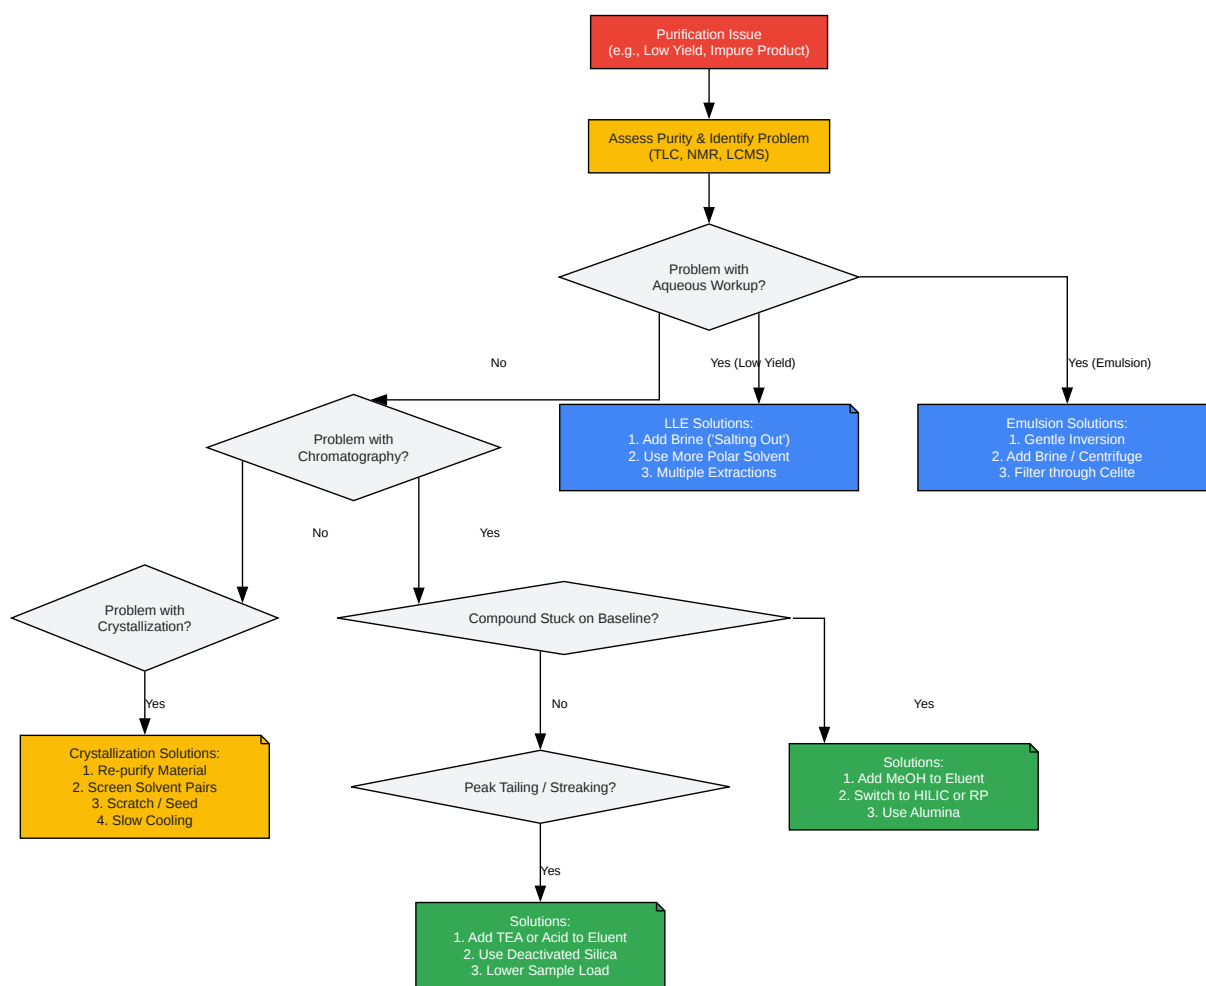 Purification Issue
(e.g., Low Yield, Impure Product)
Assess Purity & Identify Problem
(TLC, NMR, LCMS)
Problem with
Aqueous Workup?
No
Yes (Low Yield)
Yes (Emulsion)
Problem with
Chromatography?
LLE Solutions:
1. Add Brine ('Salting Out')
2. Use More Polar Solvent
3. Multiple Extractions
Emulsion Solutions:
1. Gentle Inversion
2. Add Brine / Centrifuge
3. Filter through Celite
No
Yes
Problem with
Crystallization?
Compound Stuck on Baseline?
Yes
No
Yes
Crystallization Solutions:
1. Re-purify Material
2. Screen Solvent Pairs
3. Scratch / Seed
4. Slow Cooling
Peak Tailing / Streaking?
Solutions:
1. Add MeOH to Eluent
2. Switch to HILIC or RP
3. Use Alumina
Yes
Solutions:
1. Add TEA or Acid to Eluent
2. Use Deactivated Silica
3. Lower Sample Load